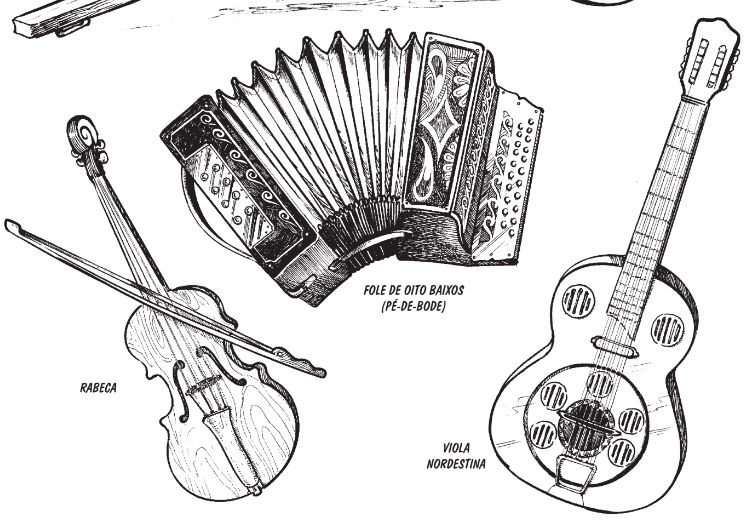 FOLE DE OITO BAIXOS
(PÉ-DE-BODE)
RABECA
VIOLA
NORDESTINA